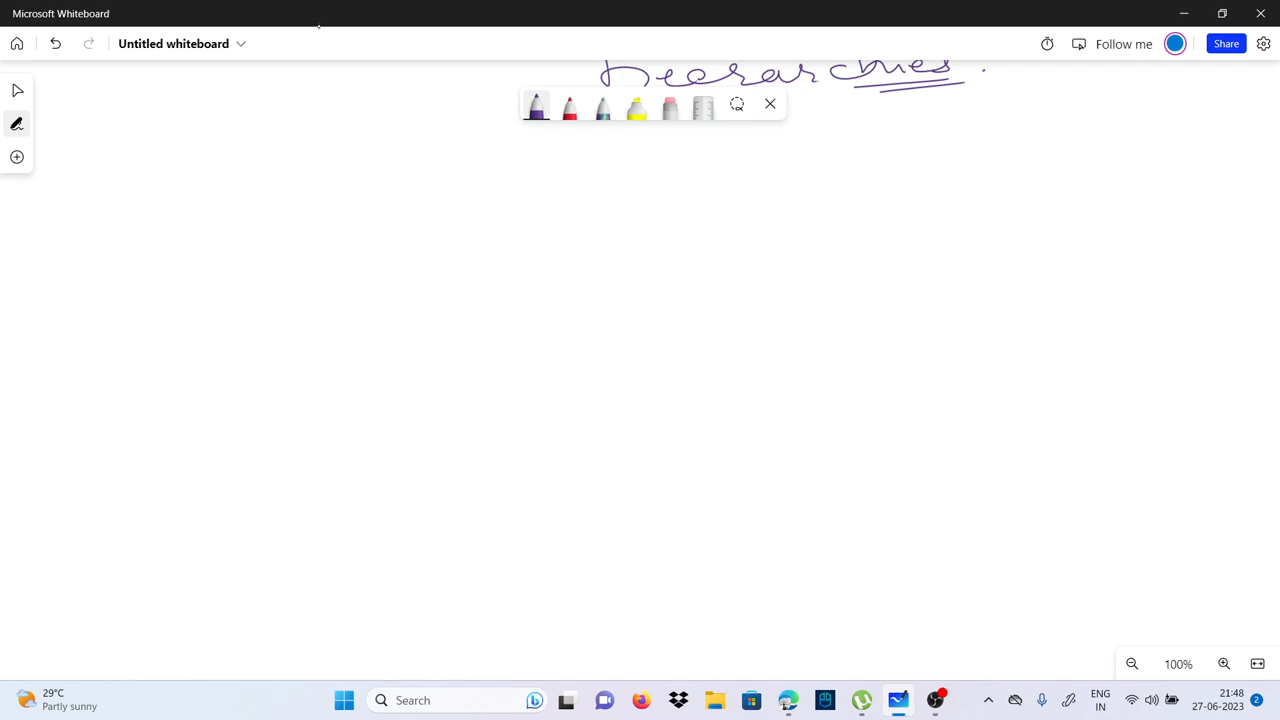 Microsoft Whiteboard
Untitled whiteboard
Follow me
Share
100%
29°C
Partly sunny
Search
ENG
IN
21:48
27-06-2023
2